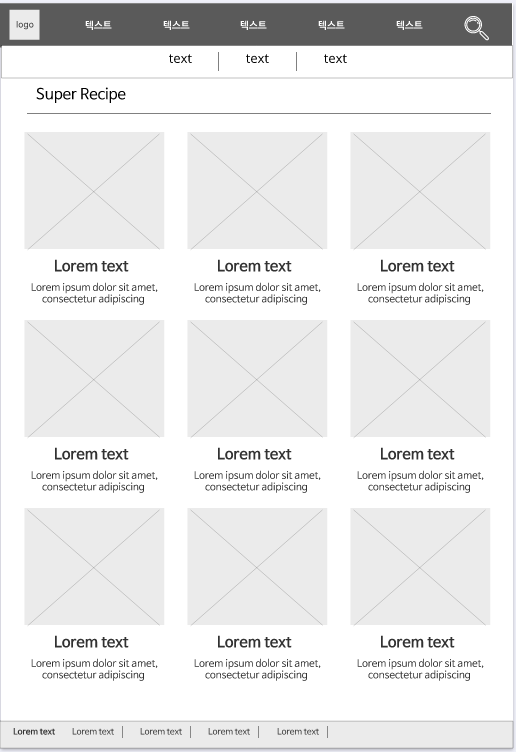 logo 텍스트 텍스트 텍스트 텍스트 텍스트
text text text
Super Recipe
Lorem text Lorem text Lorem text
Lorem ipsum dolor sit amet, Lorem ipsum dolor sit amet, Lorem ipsum dolor sit amet,
consectetur adipiscing consectetur adipiscing consectetur adipiscing
Lorem text Lorem text Lorem text
Lorem ipsum dolor sit amet, Lorem ipsum dolor sit amet, Lorem ipsum dolor sit amet,
consectetur adipiscing consectetur adipiscing consectetur adipiscing
Lorem text Lorem text Lorem text
Lorem ipsum dolor sit amet, Lorem ipsum dolor sit amet, Lorem ipsum dolor sit amet,
consectetur adipiscing consectetur adipiscing consectetur adipiscing
Lorem text Lorem text Lorem text Lorem text Lorem text